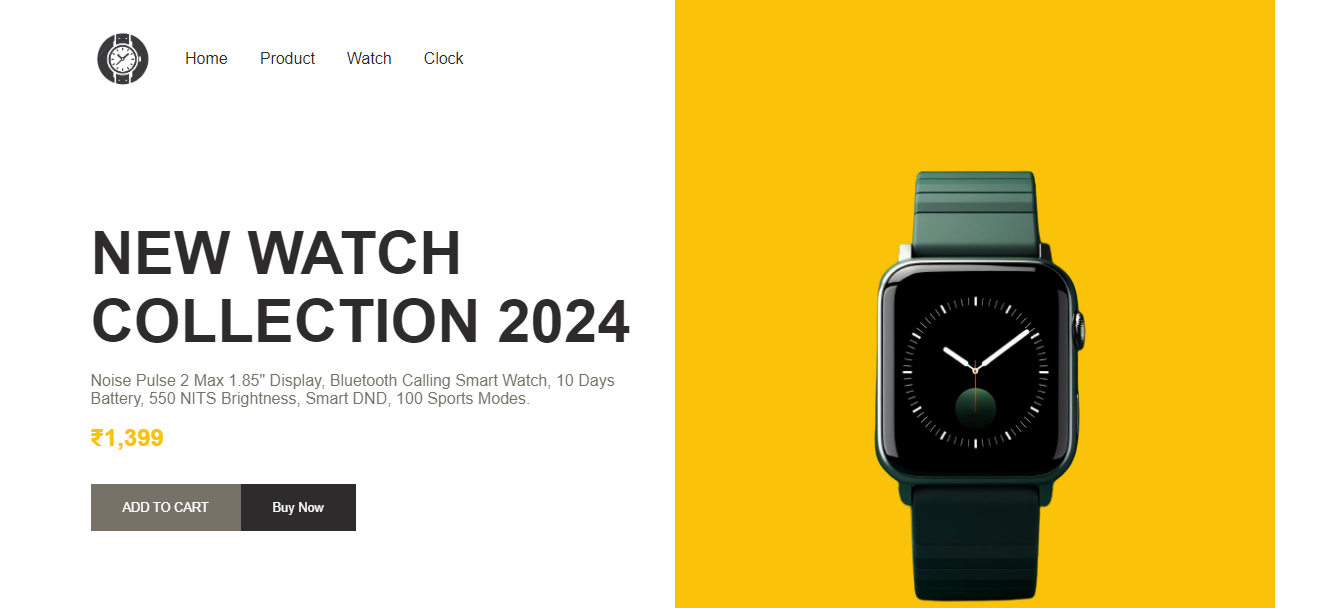 Home Product Watch Clock
NEW WATCH
COLLECTION 2024
Noise Pulse 2 Max 1.85" Display, Bluetooth Calling Smart Watch, 10 Days
Battery, 550 NITS Brightness, Smart DND, 100 Sports Modes.
₹1,399
ADD TO CART Buy Now